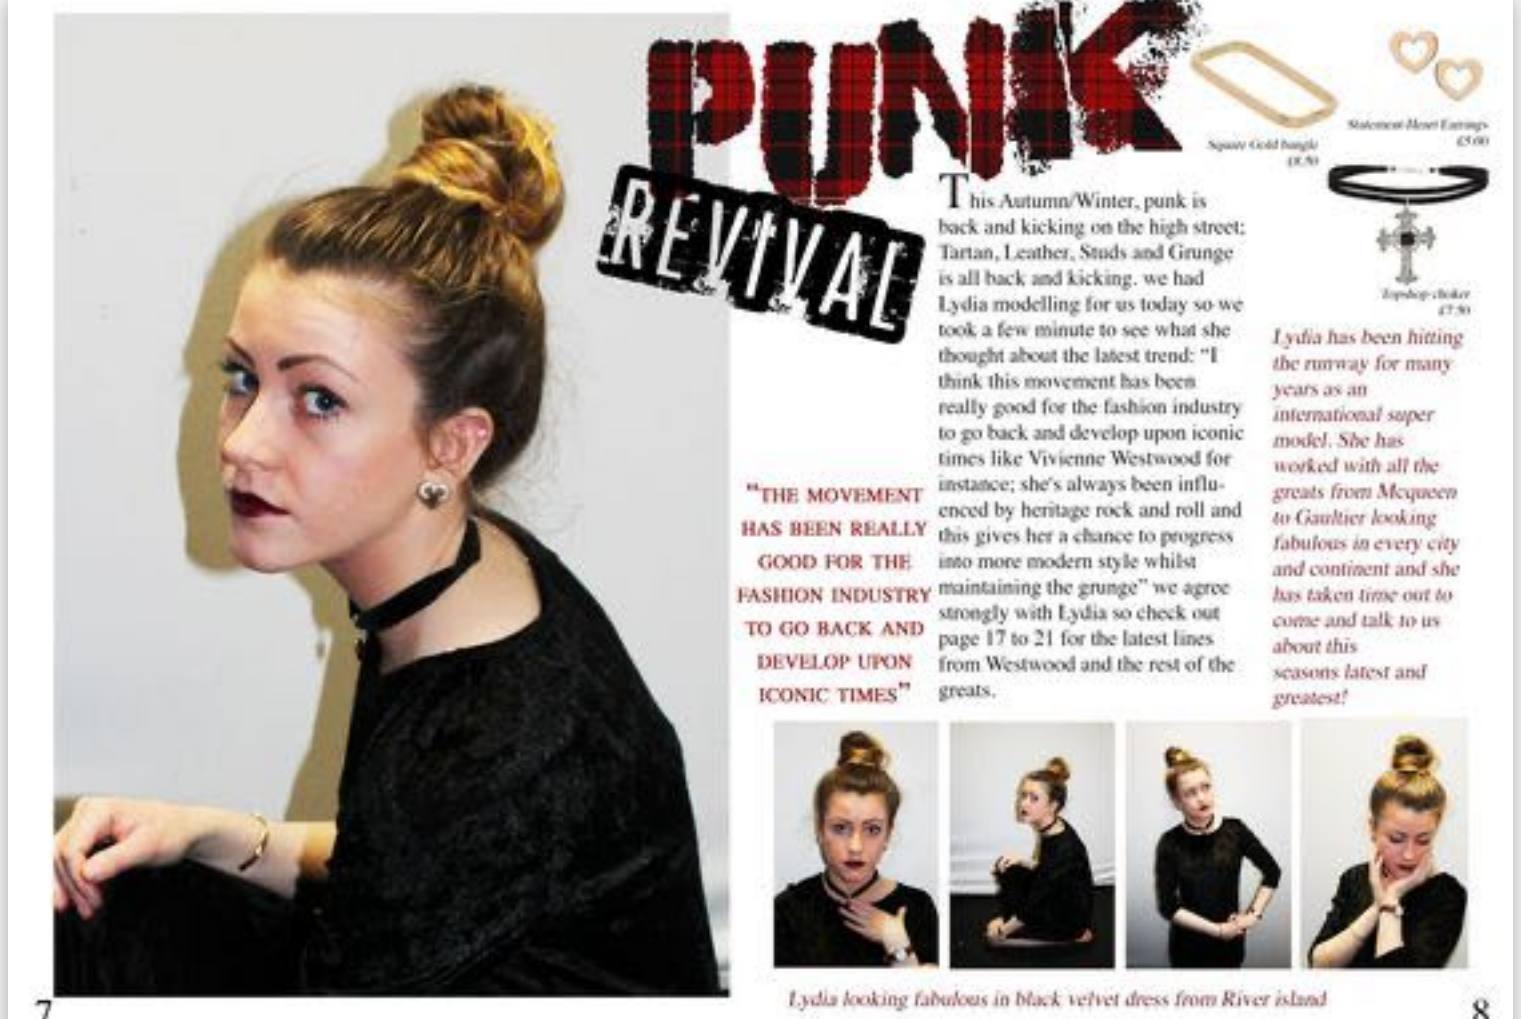 PUNK
REVIVAL
Square Gold bangle
£8.50
Statement Heart Earrings
£5.00
Topshop choker
£7.50
This Autumn/Winter, punk is
back and kicking on the high street;
Tartan, Leather, Studs and Grunge
is all back and kicking. we had
Lydia modelling for us today so we
took a few minute to see what she
thought about the latest trend: “I
think this movement has been
really good for the fashion industry
to go back and develop upon iconic
times like Vivienne Westwood for
instance; she's always been influ-
enced by heritage rock and roll and
this gives her a chance to progress
into more modern style whilst
maintaining the grunge” we agree
strongly with Lydia so check out
page 17 to 21 for the latest lines
from Westwood and the rest of the
greats.
"THE MOVEMENT
HAS BEEN REALLY
GOOD FOR THE
FASHION INDUSTRY
TO GO BACK AND
DEVELOP UPON
ICONIC TIMES"
Lydia has been hitting
the runway for many
years as an
international super
model. She has
worked with all the
greats from Mcqueen
to Gaultier looking
fabulous in every city
and continent and she
has taken time out to
come and talk to us
about this
seasons latest and
greatest!
Lydia looking fabulous in black velvet dress from River island
7
8